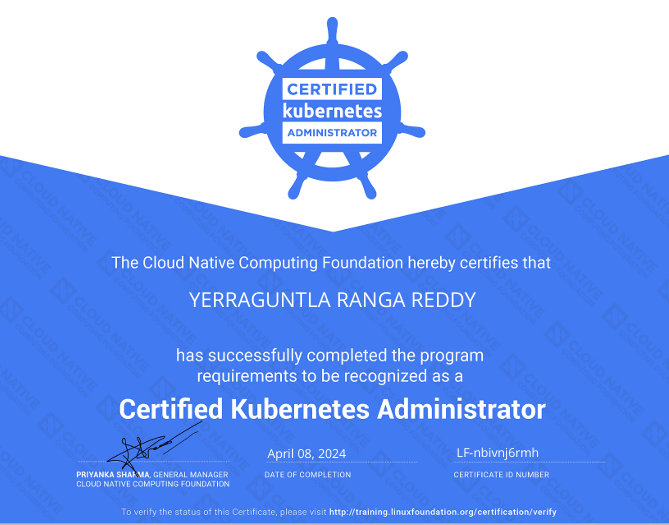 CERTIFIED
kubernetes
ADMINISTRATOR
The Cloud Native Computing Foundation hereby certifies that
YERRAGUNTLA RANGA REDDY
has successfully completed the program
requirements to be recognized as a
Certified Kubernetes Administrator
April 08, 2024
LF-nbivnj6rmh
PRIYANKA SHARMA, GENERAL MANAGER
CLOUD NATIVE COMPUTING FOUNDATION
DATE OF COMPLETION
CERTIFICATE ID NUMBER
To verify the status of this Certificate, please visit http://training.linuxfoundation.org/certification/verify